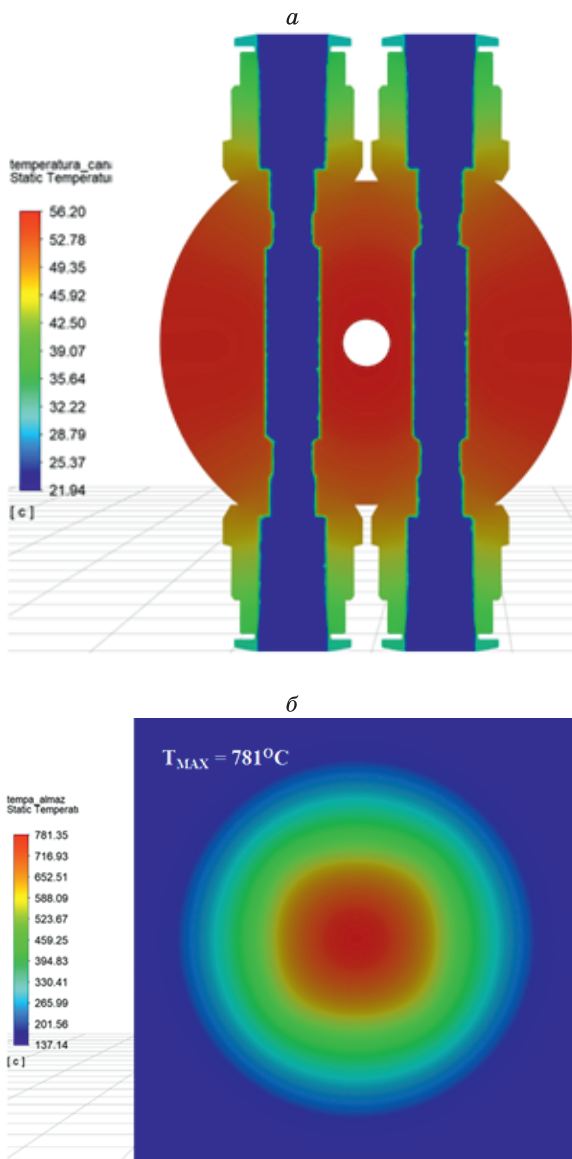 а
temperatura_can
Static Temperatu
56.20
52.78
49.35
45.92
42.50
39.07
35.64
32.22
28.79
25.37
21.94
[ c ]
б
T_MAX = 781°C
tempa_almaz
Static Temperat
781.35
716.93
652.51
588.09
523.67
459.25
394.83
330.41
265.99
201.56
137.14
[ c ]